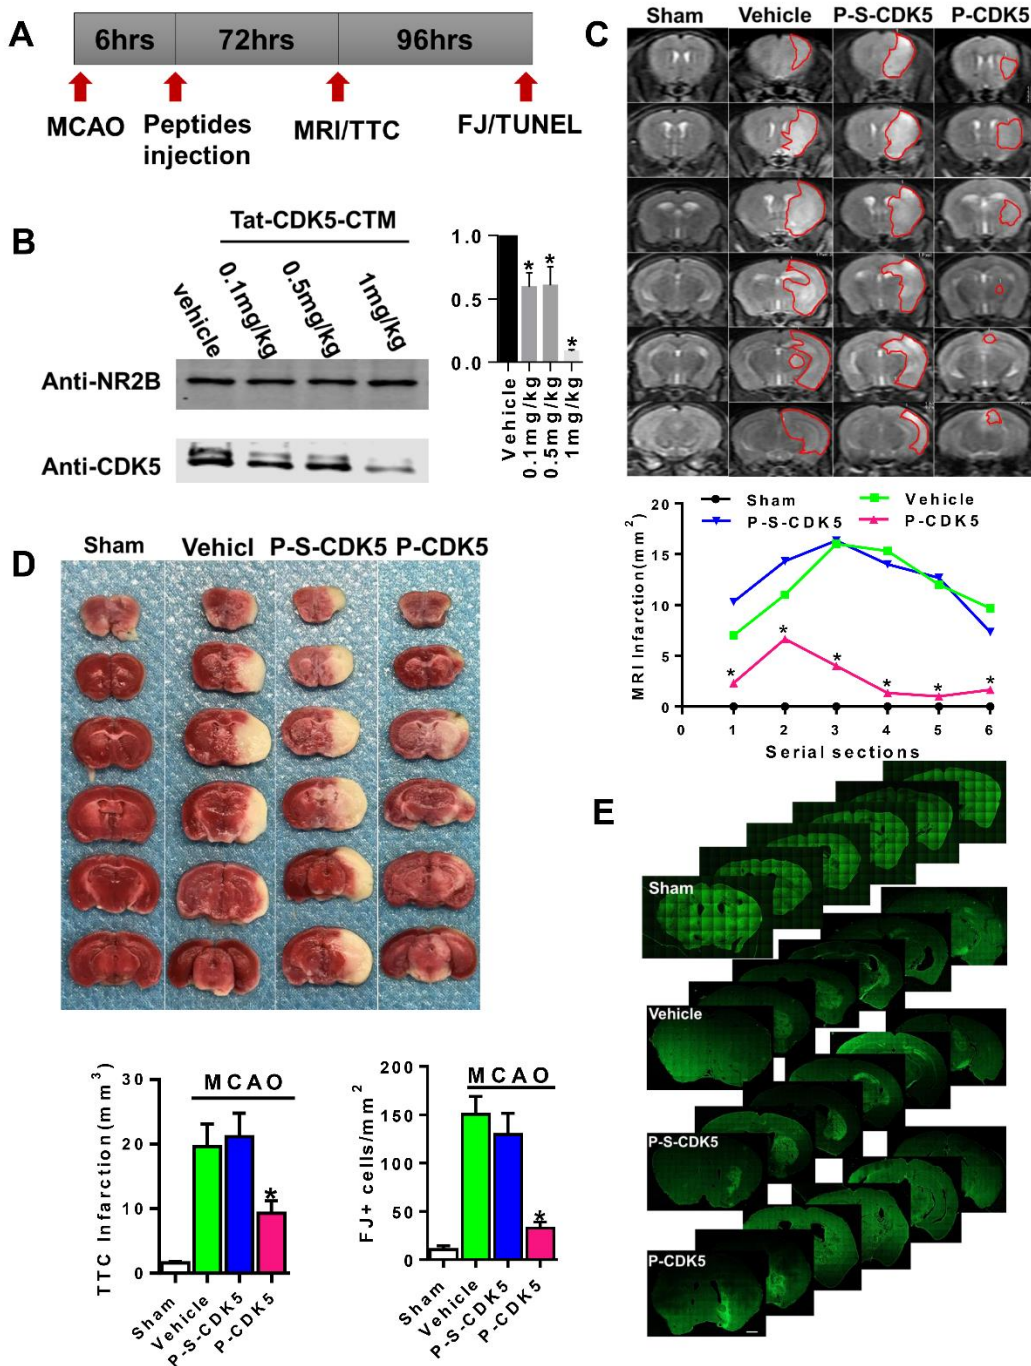 A
6hrs
72hrs
96hrs
MCAO
Peptides
injection
MRI/TTC
FJ/TUNEL
B
Tat-CDK5-CTM
vehicle
0.1mg/kg
0.5mg/kg
1mg/kg
Anti-NR2B
Anti-CDK5
1.0
0.5
0.0
*
*
*
Vehicle
0.1mg/kg
0.5mg/kg
1mg/kg
C
Sham
Vehicle
P-S-CDK5
P-CDK5
Sham
Vehicle
P-S-CDK5
P-CDK5
MRI Infarction(mm2)
20
15
10
5
0
*
*
*
*
*
*
0
1
2
3
4
5
6
Serial sections
D
Sham
Vehicl
P-S-CDK5
P-CDK5
MCAO
TTC Infarction(mm3)
30
20
10
0
*
Sham
Vehicle
P-S-CDK5
P-CDK5
MCAO
FJ+ cells/mm2
200
150
100
50
0
*
Sham
Vehicle
P-S-CDK5
P-CDK5
E
Sham
Vehicle
P-S-CDK5
P-CDK5